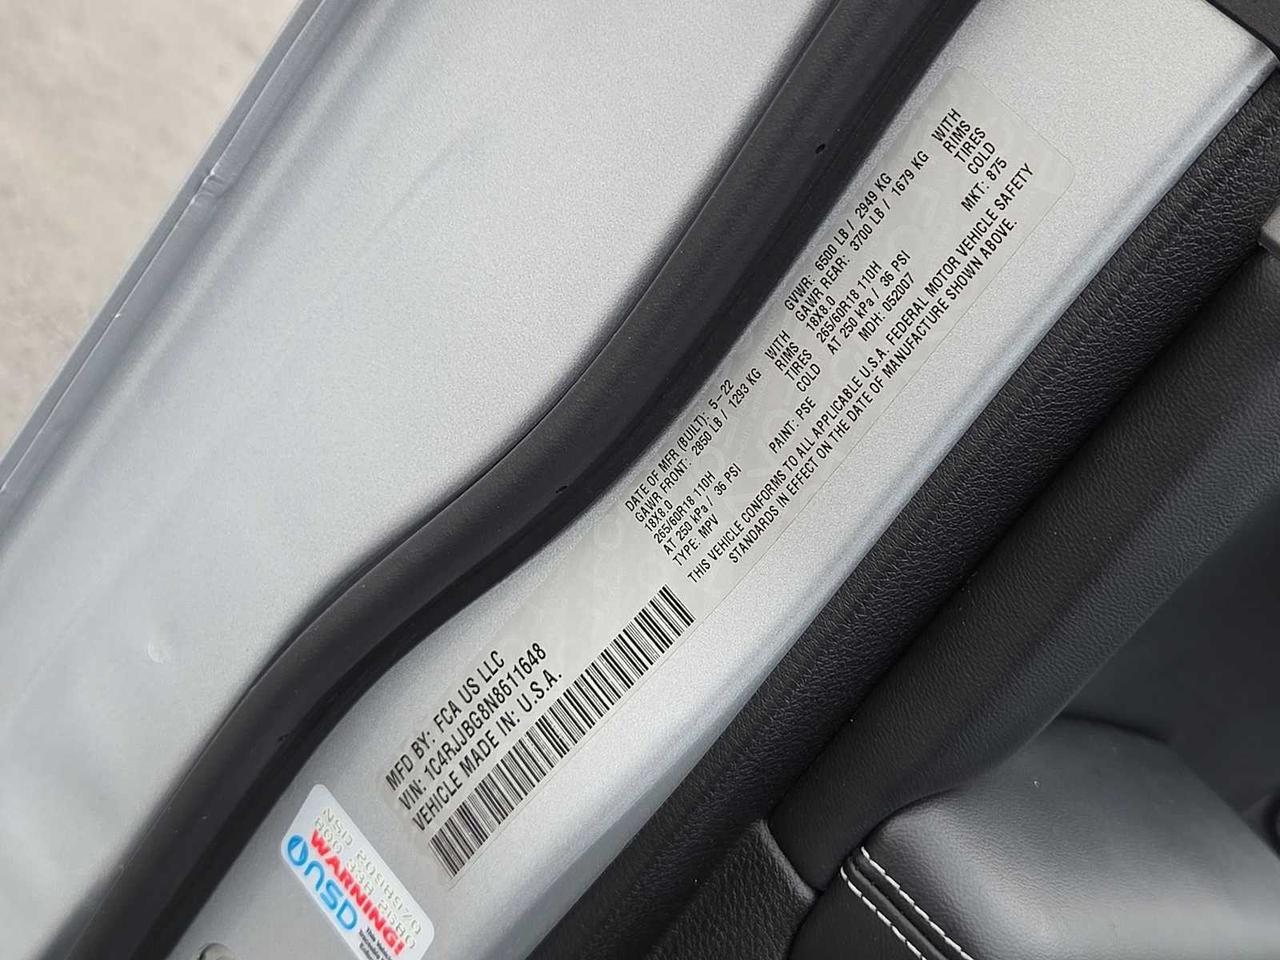 MFD BY: FCA US LLC
DATE OF MFR (BUILT): 5-22
GVWR: 6500 LB / 2949 KG
GAWR FRONT: 2850 LB / 1293 KG WITH
GAWR REAR: 3700 LB / 1679 KG WITH
18X8.0 RIMS
18X8.0 RIMS
265/60R18 110H TIRES
265/60R18 110H TIRES
AT 250 kPa / 36 PSI COLD
AT 250 kPa / 36 PSI COLD
VIN: 1C4RJJBG8N8611648
TYPE: MPV
PAINT: PSE
MDH: 052007
MKT: 875
VEHICLE MADE IN: U.S.A.
THIS VEHICLE CONFORMS TO ALL APPLICABLE U.S.A. FEDERAL MOTOR VEHICLE SAFETY
STANDARDS IN EFFECT ON THE DATE OF MANUFACTURE SHOWN ABOVE.
NSD
WARNING!